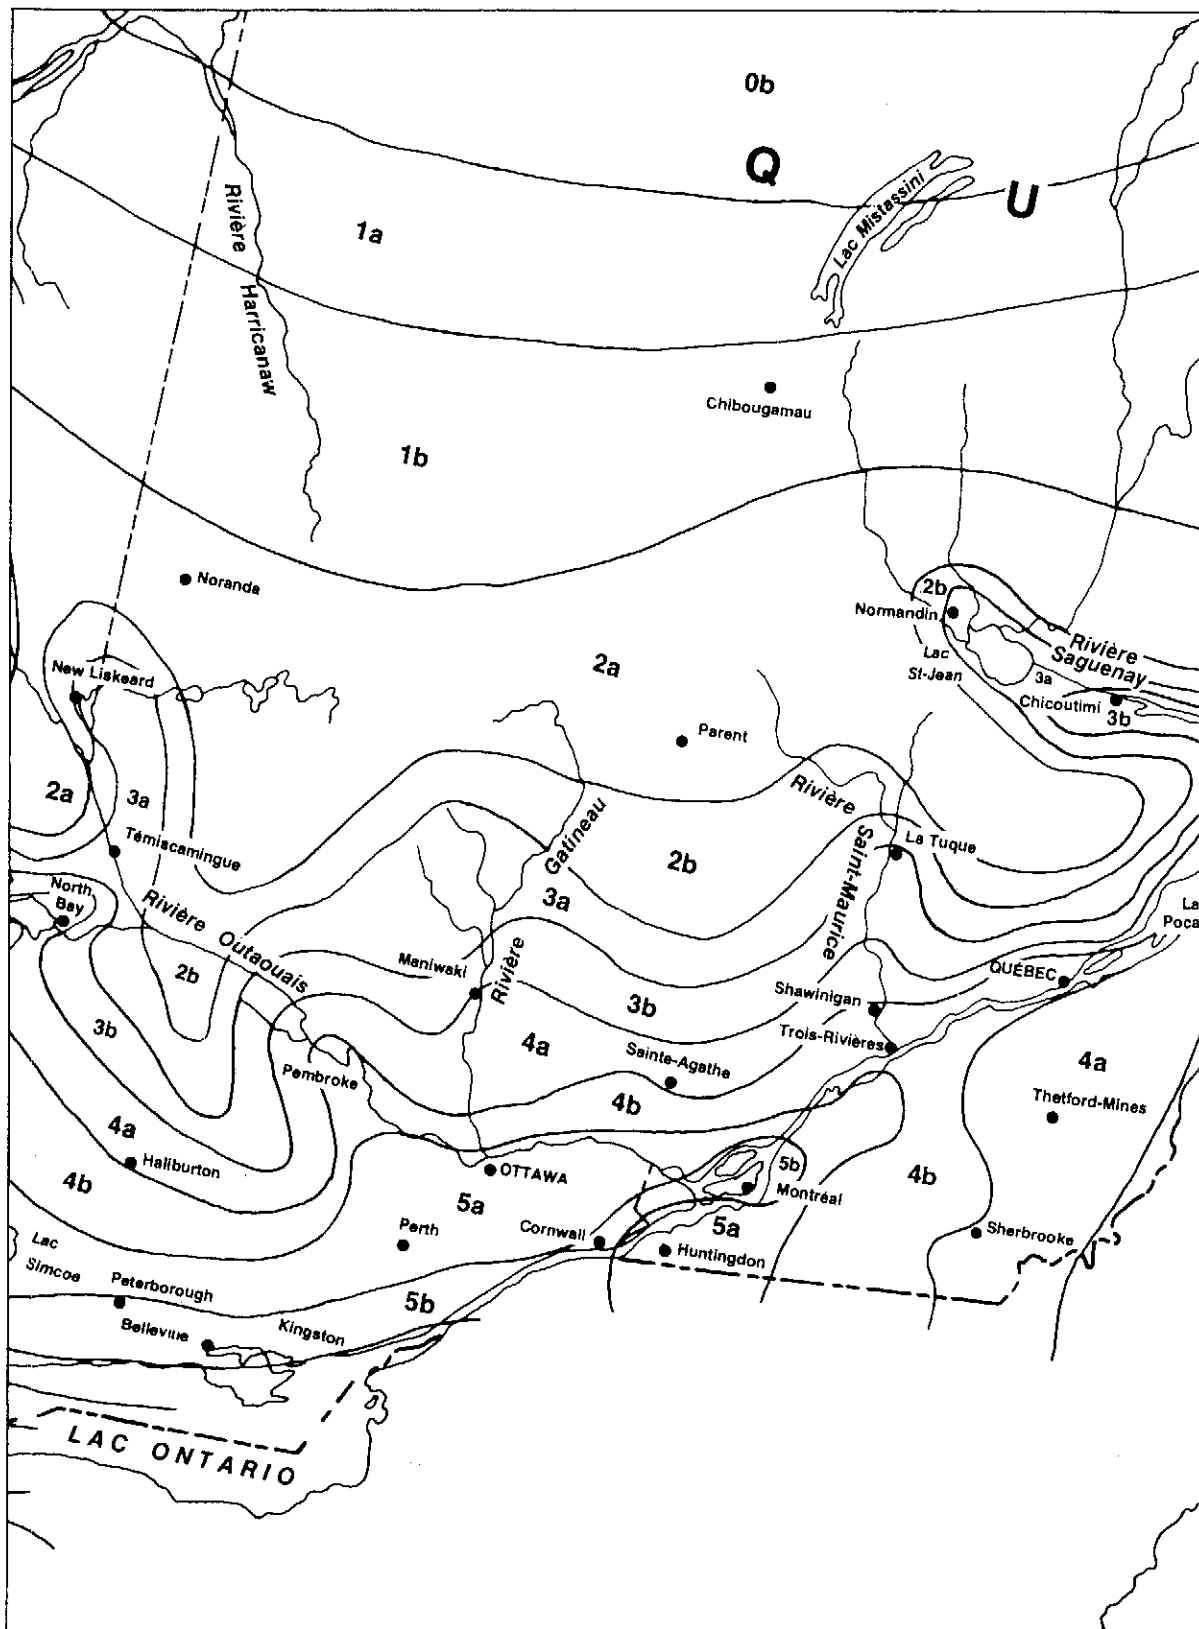 0b
Q
U
Lac Mistassini
Rivière
Harricanaw
1a
Chibougamau
1b
Noranda
2b
Normandin
Rivière
Saguenay
Lac
St-Jean
3a
Chicoutimi
3b
2a
New Liskeard
Parent
2a
3a
Rivière
Gatineau
Témiscamingue
La Tuque
2b
Saint-Maurice
North
Bay
3a
Rivière Outaouais
La
Poca
Maniwaki
Rivière
2b
QUÉBEC
Shawinigan
3b
3b
Trois-Rivières
4a
Sainte-Agathe
4a
Pembroke
4b
Thetford-Mines
4a
Haliburton
OTTAWA
5b
4b
4b
Montréal
5a
5a
Perth
Cornwall
Huntingdon
Sherbrooke
Lac
Simcoe
Peterborough
5b
Belleville
Kingston
LAC ONTARIO